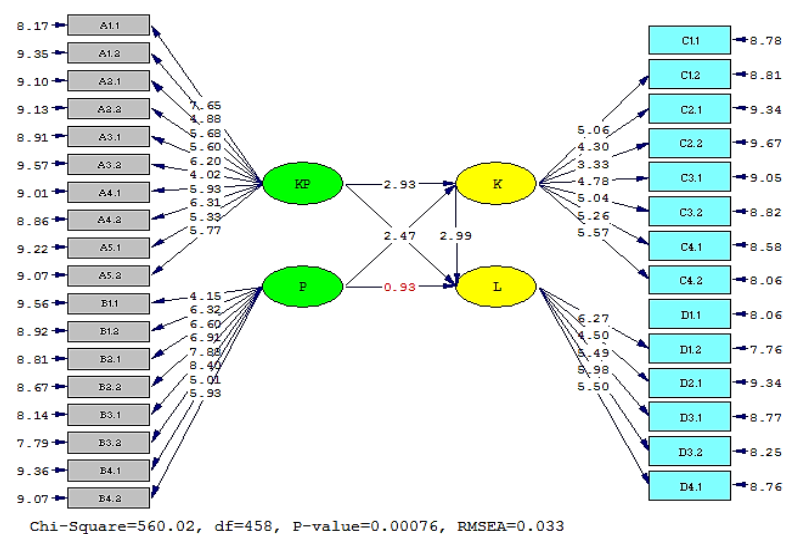 8.17 A1.1
9.35 A1.2
9.10 A2.1
9.13 A2.2
8.91 A3.1
9.57 A3.2
9.01 A4.1
8.86 A4.2
9.22 A5.1
9.07 A5.2
9.56 B1.1
8.92 B1.2
8.81 B2.1
8.67 B2.2
8.14 B3.1
7.79 B3.2
9.36 B4.1
9.07 B4.2
7.65
4.88
5.68
5.60
6.20
4.02
5.93
6.31
5.33
5.77
4.15
6.32
6.60
6.91
7.88
8.40
5.01
5.93
KP
P
2.93
2.47
2.99
0.93
K
L
5.06
4.30
3.33
4.78
5.04
5.26
5.57
6.27
4.50
5.49
5.98
5.50
C1.1 8.78
C1.2 8.81
C2.1 9.34
C2.2 9.67
C3.1 9.05
C3.2 8.82
C4.1 8.58
C4.2 8.06
D1.1 8.06
D1.2 7.76
D2.1 9.34
D3.1 8.77
D3.2 8.25
D4.1 8.76
Chi-Square=560.02, df=458, P-value=0.00076, RMSEA=0.033